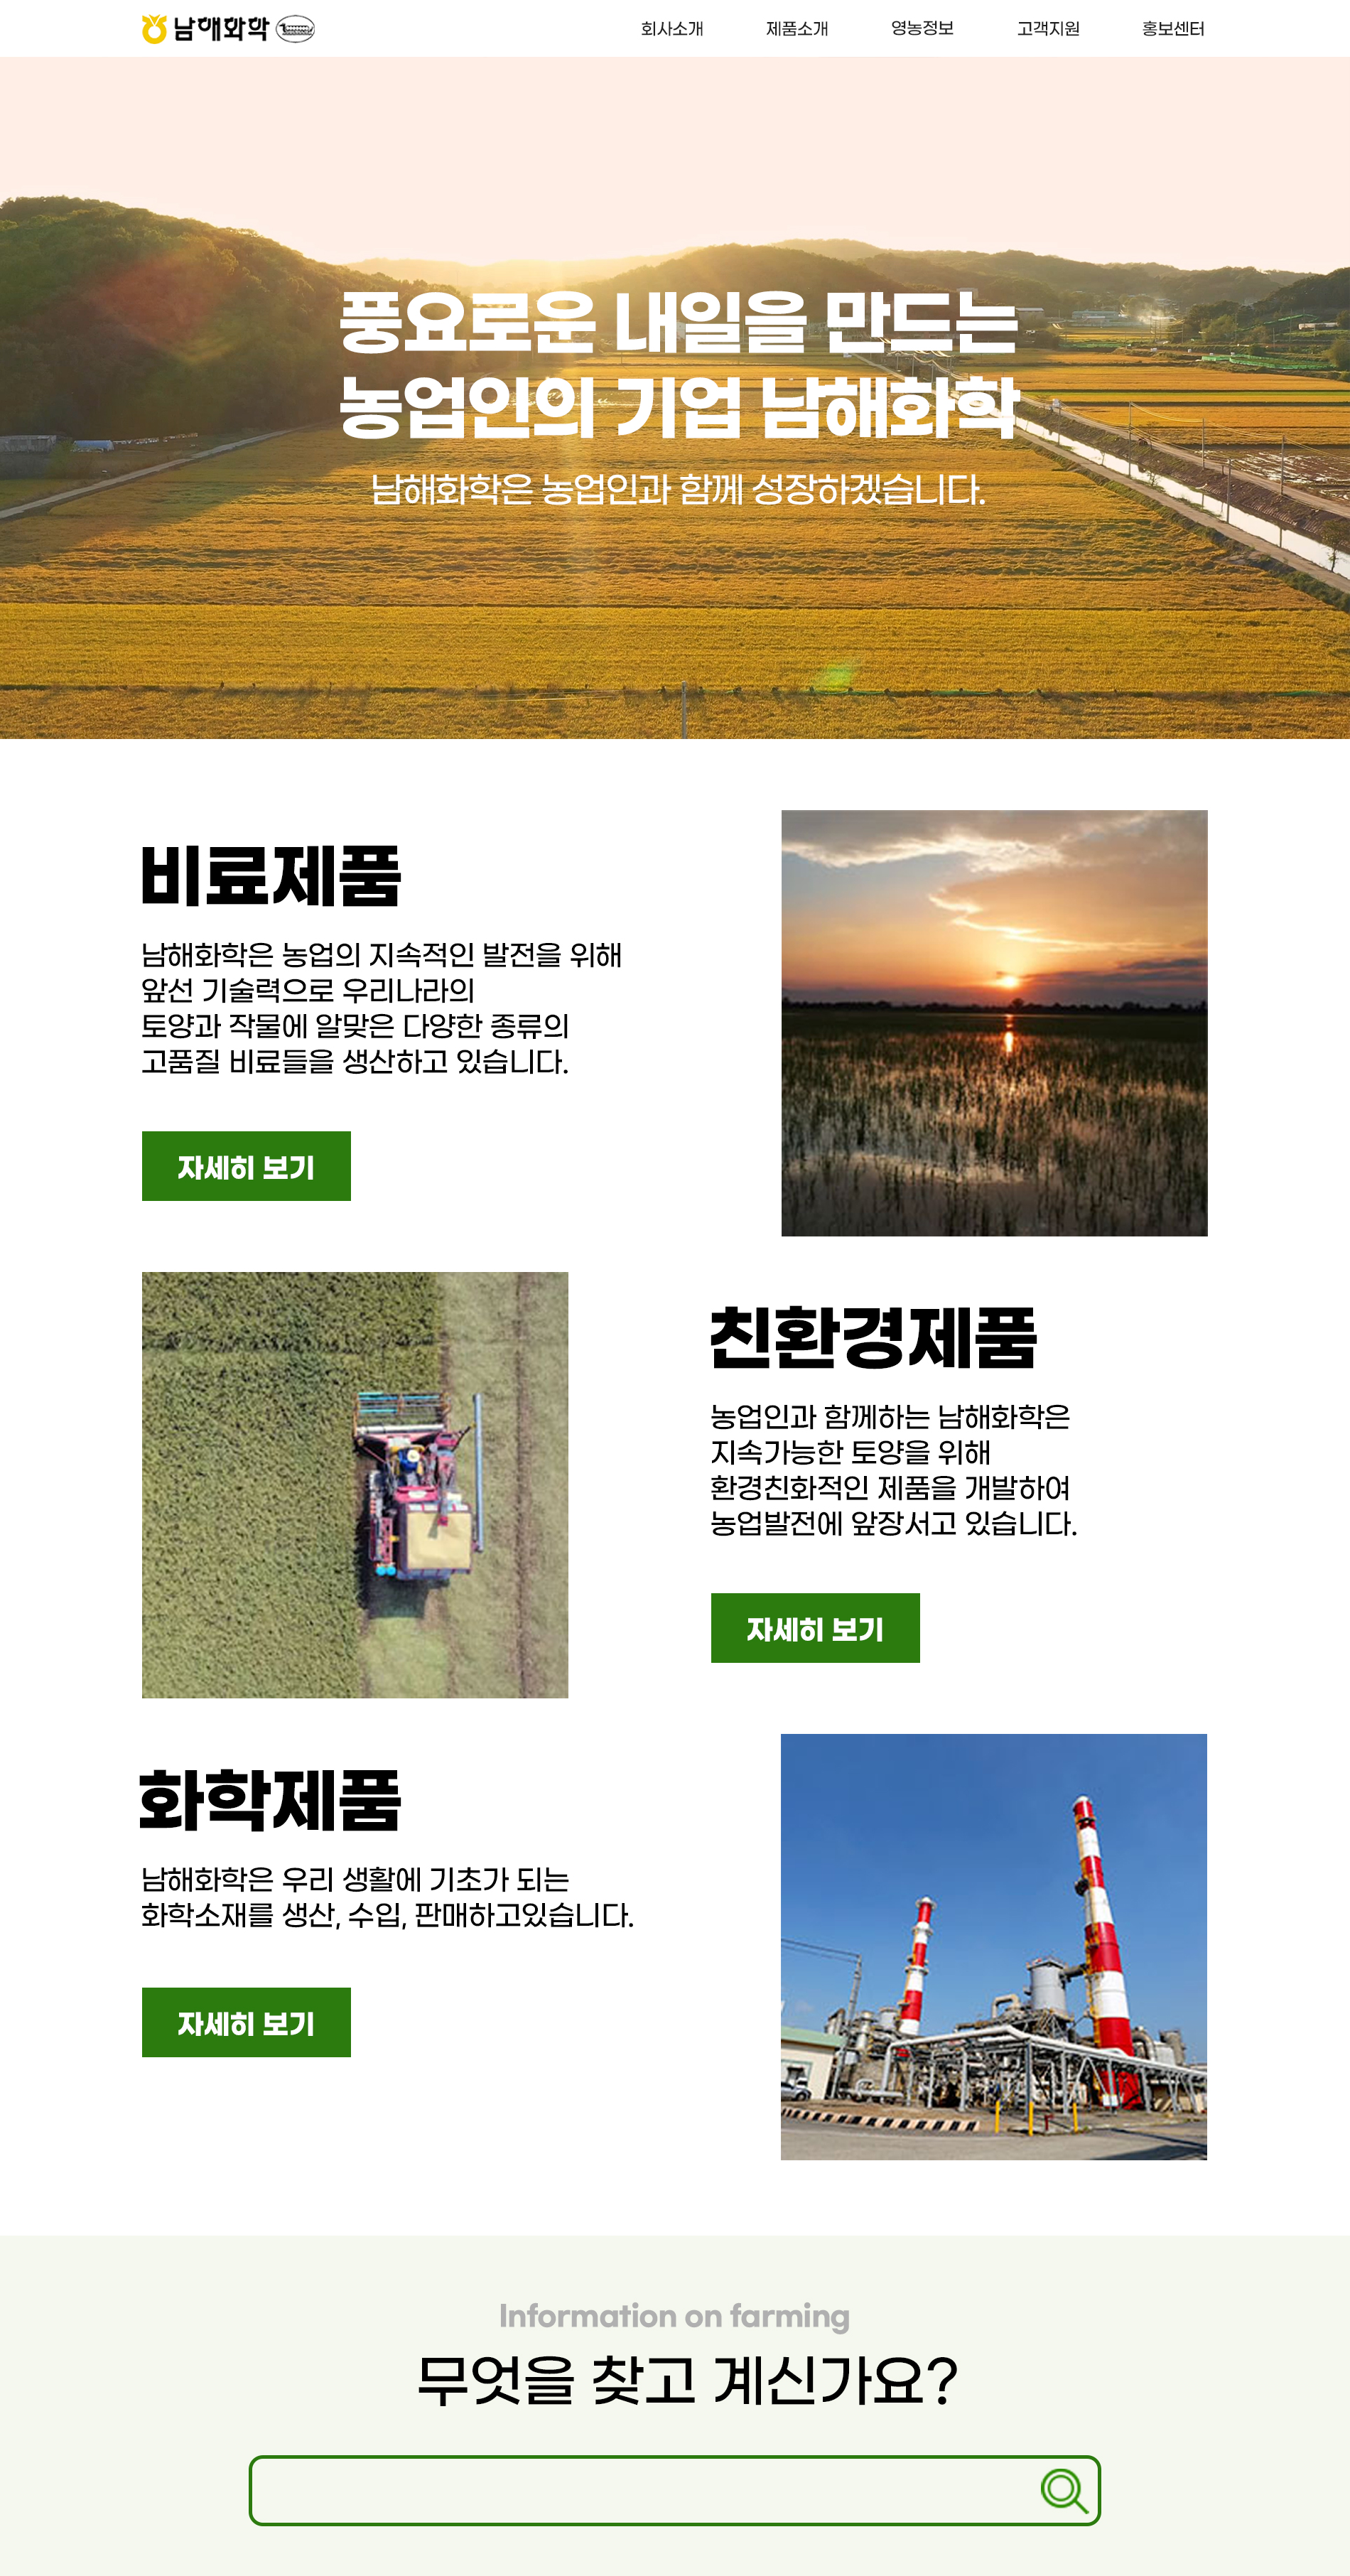 남해화학
회사소개
제품소개
영농정보
고객지원
홍보센터
풍요로운 내일을 만드는
농업인의 기업 남해화학
남해화학은 농업인과 함께 성장하겠습니다.
비료제품
남해화학은 농업의 지속적인 발전을 위해
앞선 기술력으로 우리나라의
토양과 작물에 알맞은 다양한 종류의
고품질 비료들을 생산하고 있습니다.
자세히 보기
친환경제품
농업인과 함께하는 남해화학은
지속가능한 토양을 위해
환경친화적인 제품을 개발하여
농업발전에 앞장서고 있습니다.
자세히 보기
화학제품
남해화학은 우리 생활에 기초가 되는
화학소재를 생산, 수입, 판매하고있습니다.
자세히 보기
Information on farming
무엇을 찾고 계신가요?